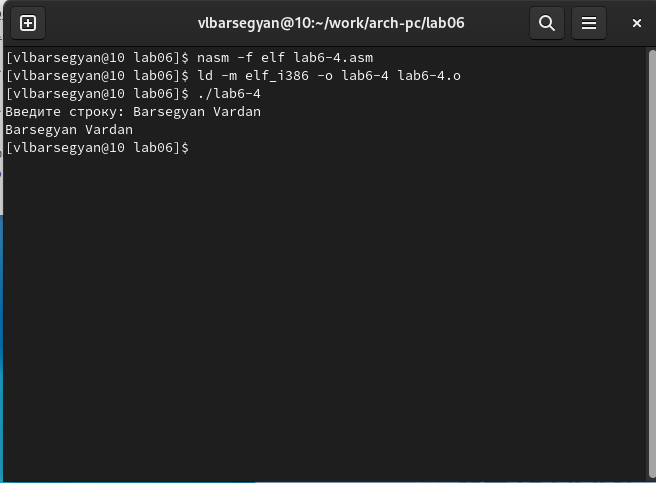 vlbarsegyan@10:~/work/arch-pc/lab06
[vlbarsegyan@10 lab06]$ nasm -f elf lab6-4.asm
[vlbarsegyan@10 lab06]$ ld -m elf_i386 -o lab6-4 lab6-4.o
[vlbarsegyan@10 lab06]$ ./lab6-4
Введите строку: Barsegyan Vardan
Barsegyan Vardan
[vlbarsegyan@10 lab06]$